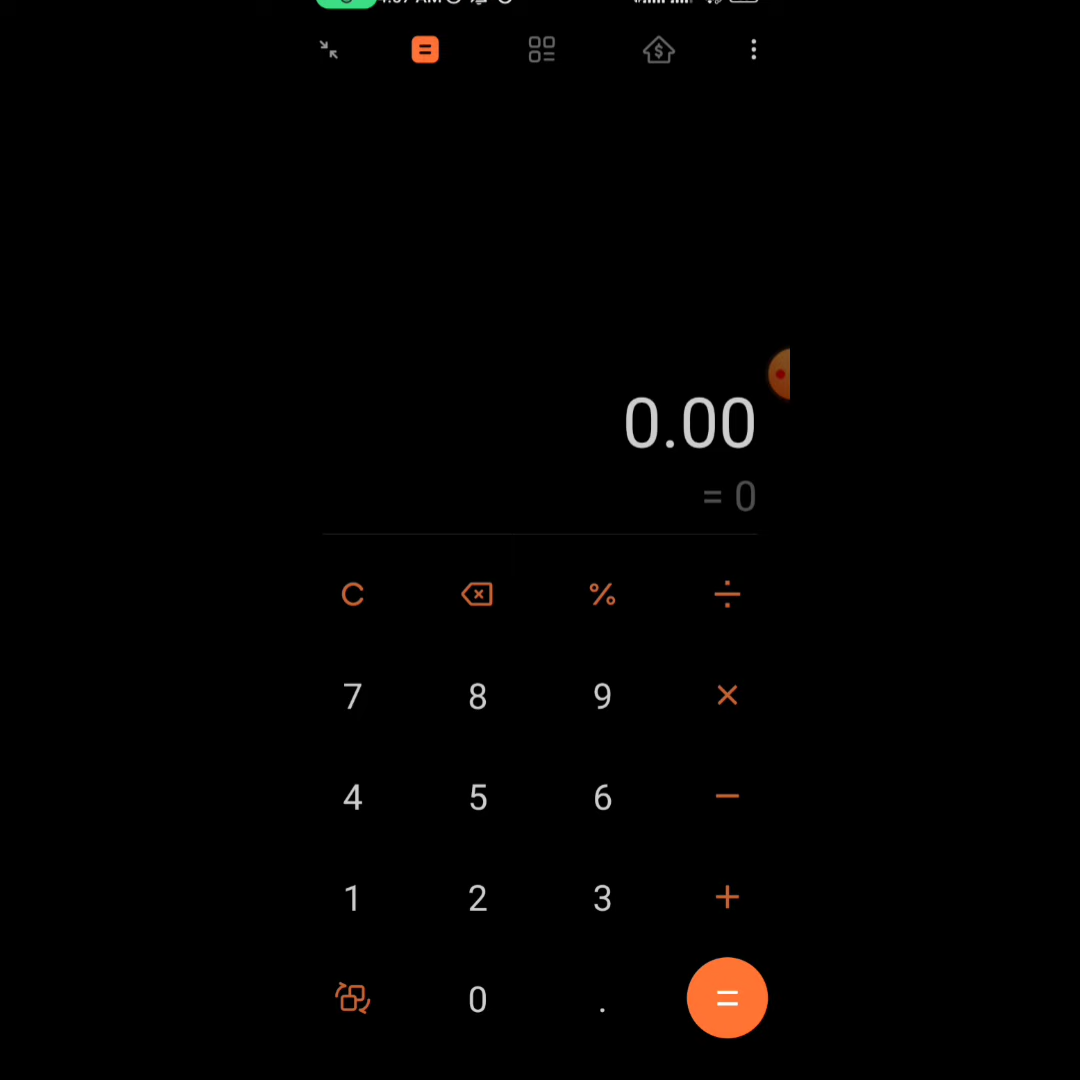 0.00
= 0
C % ÷
7 8 9 ×
4 5 6 −
1 2 3 +
0 . =